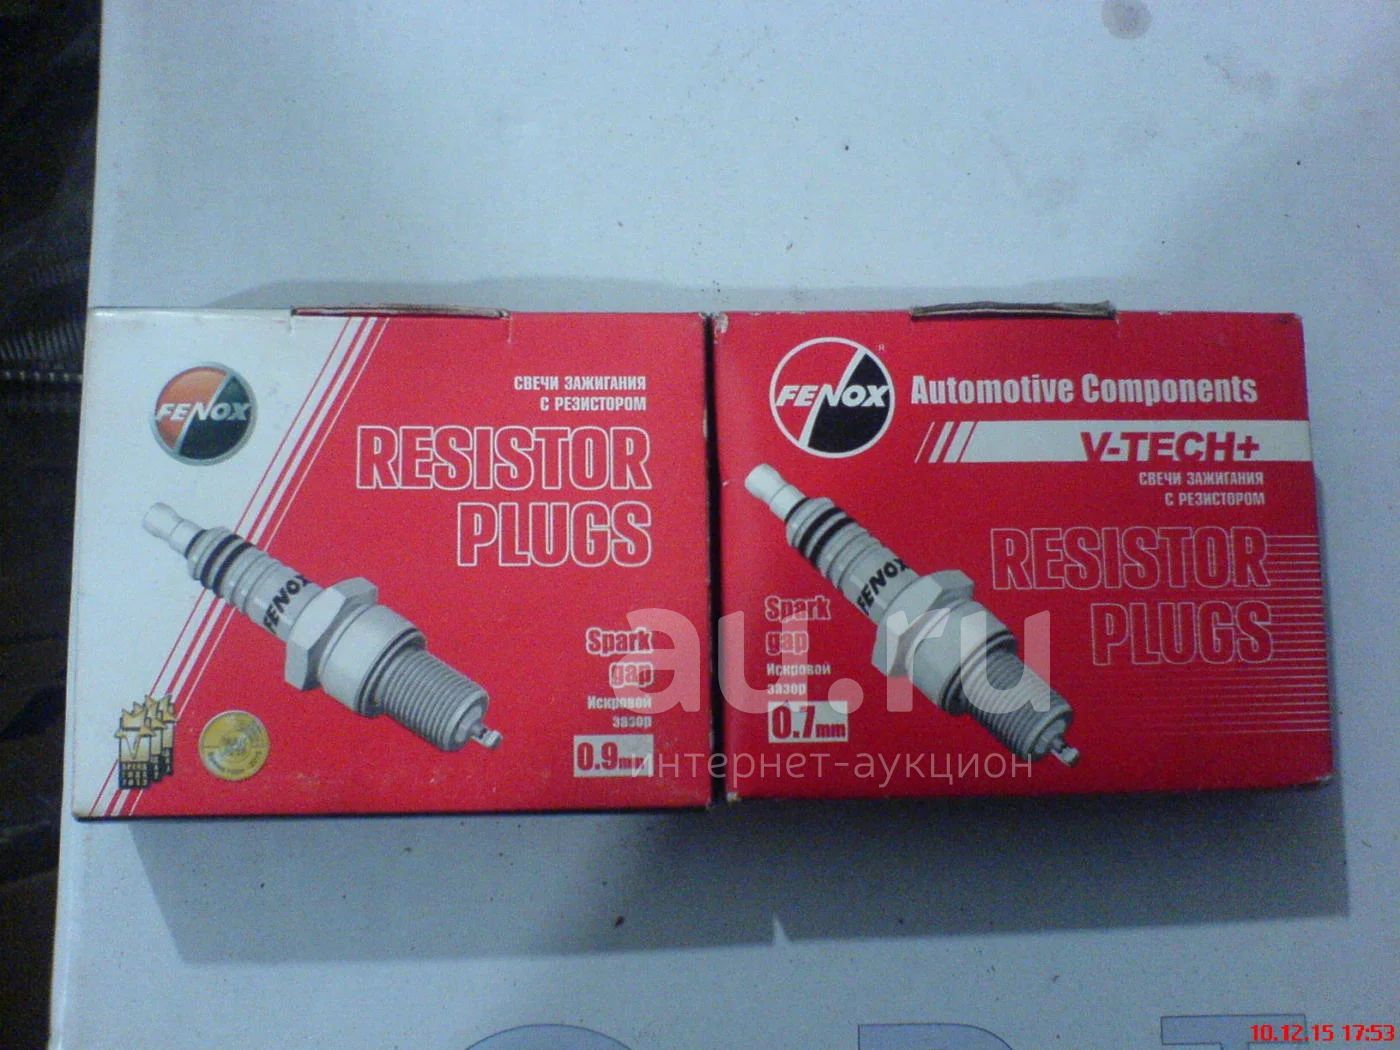 FENOX
СВЕЧИ ЗАЖИГАНИЯ
С РЕЗИСТОРОМ
RESISTOR
PLUGS
FENOX
Spark
gap
Искровой
зазор
0.9mm
FENOX
®
Automotive Components
V-TECH+
СВЕЧИ ЗАЖИГАНИЯ
С РЕЗИСТОРОМ
RESISTOR
PLUGS
FENOX
Spark
gap
Искровой
зазор
0.7mm
au.ru
интернет-аукцион
10.12.15 17:53